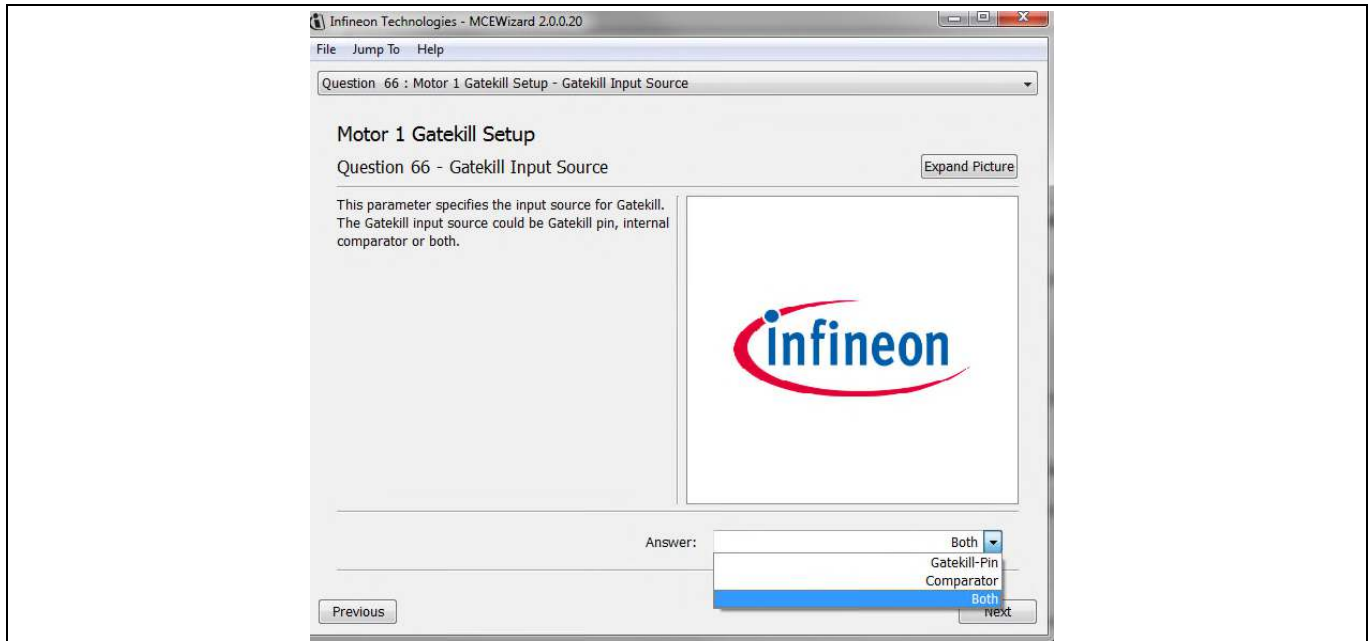 Infineon Technologies - MCEWizard 2.0.0.20
File Jump To Help
Question 66 : Motor 1 Gatekill Setup - Gatekill Input Source
Motor 1 Gatekill Setup
Question 66 - Gatekill Input Source
Expand Picture
This parameter specifies the input source for Gatekill.
The Gatekill input source could be Gatekill pin, internal
comparator or both.
infineon
Answer:
Both
Gatekill-Pin
Comparator
Both
Previous
Next